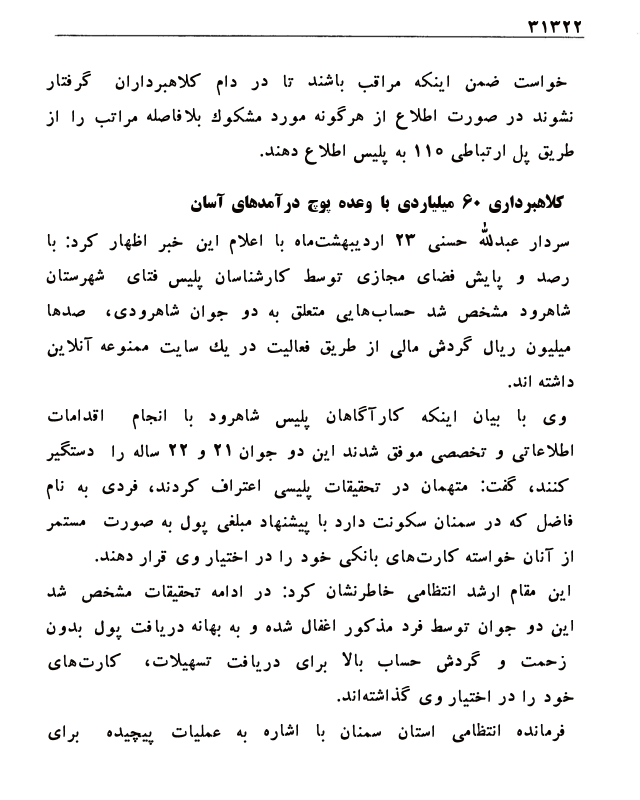 ۳۱۳۲۲
خواست ضمن اینکه مراقب باشند تا در دام کلاهبرداران گرفتار
نشوند در صورت اطلاع از هرگونه مورد مشکوك بلافاصله مراتب را از
طریق پل ارتباطی ۱۱۰ به پلیس اطلاع دهند.
کلاهبرداری ۶۰ میلیاردی با وعده پوچ درآمدهای آسان
سردار عبدالله حسنی ۲۳ اردیبهشت‌ماه با اعلام این خبر اظهار کرد: با
رصد و پایش فضای مجازی توسط کارشناسان پلیس فتای شهرستان
شاهرود مشخص شد حساب‌هایی متعلق به دو جوان شاهرودی، صدها
میلیون ریال گردش مالی از طریق فعالیت در یك سایت ممنوعه آنلاین
داشته اند.
وی با بیان اینکه کارآگاهان پلیس شاهرود با انجام اقدامات
اطلاعاتی و تخصصی موفق شدند این دو جوان ۲۱ و ۲۲ ساله را دستگیر
کنند، گفت: متهمان در تحقیقات پلیسی اعتراف کردند، فردی به نام
فاضل که در سمنان سکونت دارد با پیشنهاد مبلغی پول به صورت مستمر
از آنان خواسته کارت‌های بانکی خود را در اختیار وی قرار دهند.
این مقام ارشد انتظامی خاطرنشان کرد: در ادامه تحقیقات مشخص شد
این دو جوان توسط فرد مذکور اغفال شده و به بهانه دریافت پول بدون
زحمت و گردش حساب بالا برای دریافت تسهیلات، کارت‌های
خود را در اختیار وی گذاشته‌اند.
فرمانده انتظامی استان سمنان با اشاره به عملیات پیچیده برای